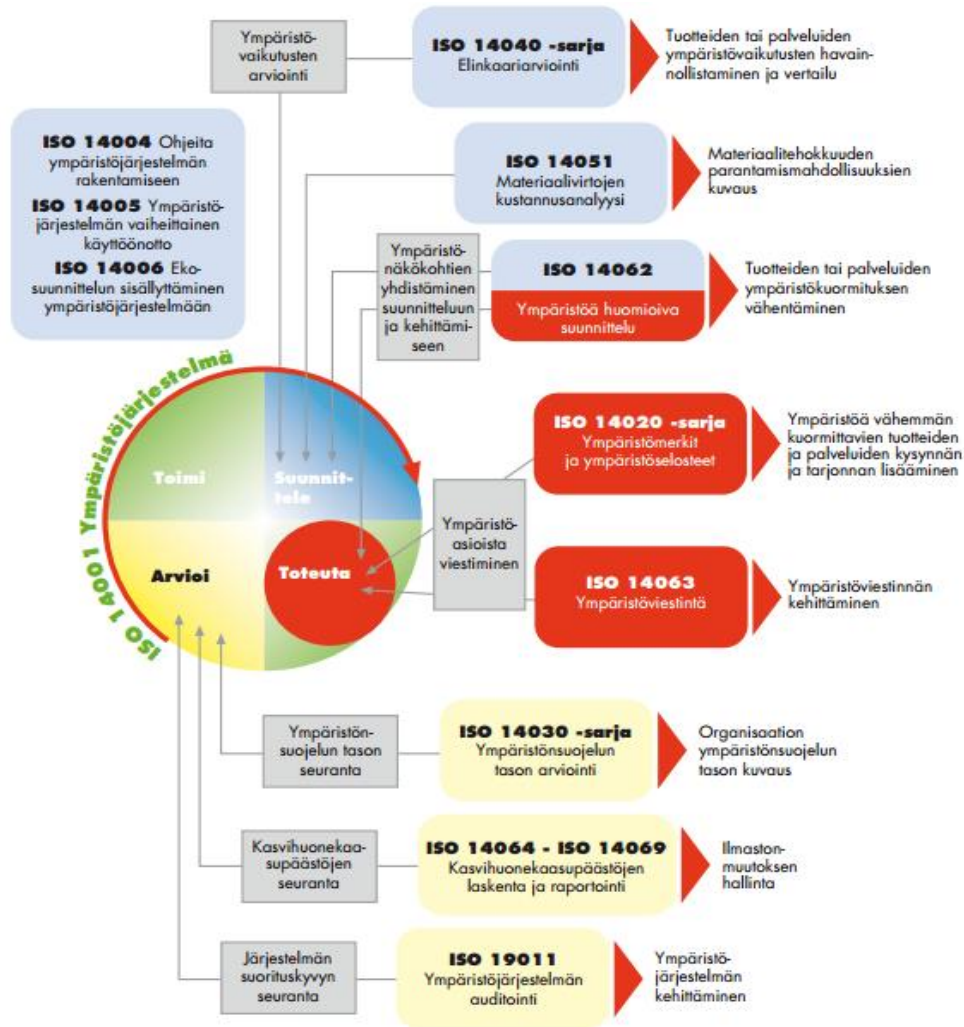 Ympäristö-
vaikutusten
arviointi
ISO 14040 -sarja
Elinkaariarviointi
Tuotteiden tai palveluiden
ympäristövaikutusten havain-
nollistaminen ja vertailu
ISO 14004 Ohjeita
ympäristöjärjestelmän
rakentamiseen
ISO 14005 Ympäristö-
järjestelmän vaiheittainen
käyttöönotto
ISO 14006 Eko-
suunnittelun sisällyttäminen
ympäristöjärjestelmään
ISO 14051
Materiaalivirtojen
kustannusanalyysi
Materiaalitehokkuuden
parantamismahdollisuuksien
kuvaus
Ympäristö-
näkökohtien
yhdistäminen
suunnitteluun
ja kehittämi-
seen
ISO 14062
Ympäristöä huomioiva
suunnittelu
Tuotteiden tai palveluiden
ympäristökuormituksen
vähentäminen
ISO 14001 Ympäristöjärjestelmä
Toimi
Suunnit-
tele
Arvioi
Toteuta
Ympäristö-
asioista
viestiminen
ISO 14020 -sarja
Ympäristömerkit
ja ympäristöselosteet
Ympäristöä vähemmän
kuormittavien tuotteiden
ja palveluiden kysynnän
ja tarjonnan lisääminen
ISO 14063
Ympäristöviestintä
Ympäristöviestinnän
kehittäminen
Ympäristön-
suojelun tason
seuranta
ISO 14030 -sarja
Ympäristönsuojelun
tason arviointi
Organisaation
ympäristönsuojelun
tason kuvaus
Kasvihuonekaa-
supäästöjen
seuranta
ISO 14064 - ISO 14069
Kasvihuonekaasupäästöjen
laskenta ja raportointi
Ilmaston-
muutoksen
hallinta
Järjestelmän
suorituskyvyn
seuranta
ISO 19011
Ympäristöjärjestelmän
auditointi
Ympäristö-
järjestelmän
kehittäminen